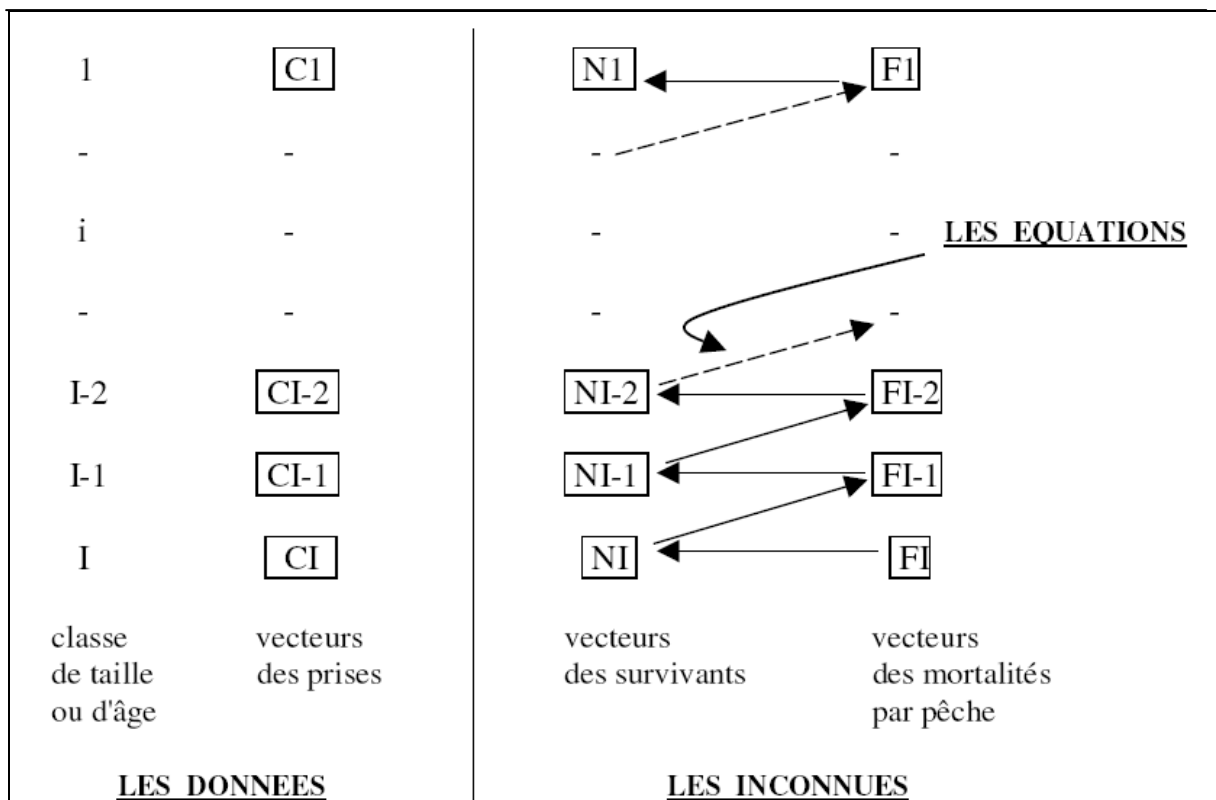 1 C1 N1 F1
- - - -
i - - - LES EQUATIONS
- - - -
I-2 CI-2 NI-2 FI-2
I-1 CI-1 NI-1 FI-1
I CI NI FI
classe vecteurs vecteurs vecteurs
de taille des prises des survivants des mortalités
ou d'âge par pêche
LES DONNEES LES INCONNUES